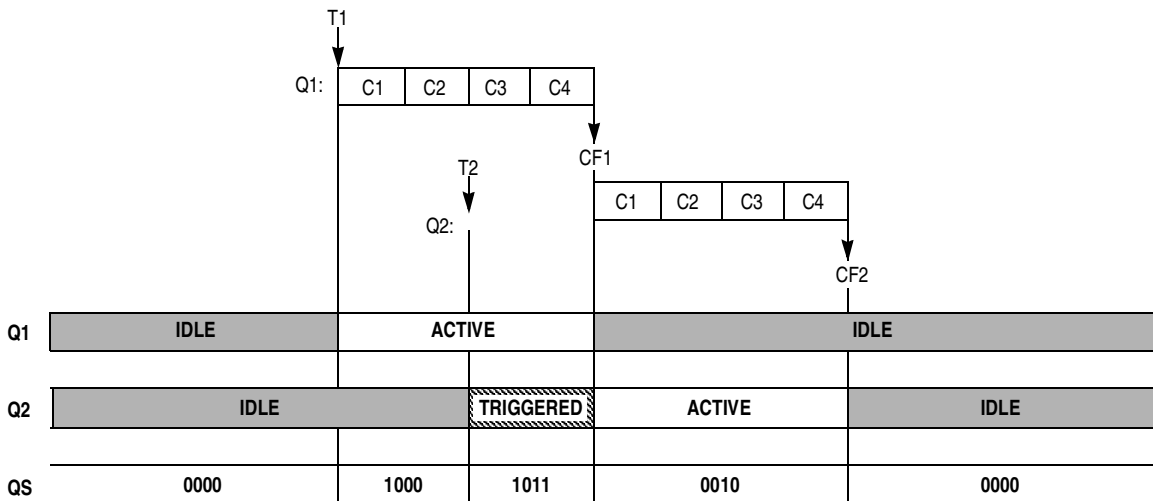 T1
Q1: C1 C2 C3 C4
CF1
T2
C1 C2 C3 C4
Q2:
CF2
Q1 IDLE ACTIVE IDLE
Q2 IDLE TRIGGERED ACTIVE IDLE
QS 0000 1000 1011 0010 0000